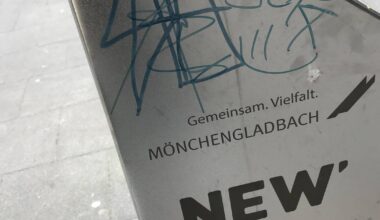 Gemeinsam. Vielfalt.
MÖNCHENGLADBACH
NEW'